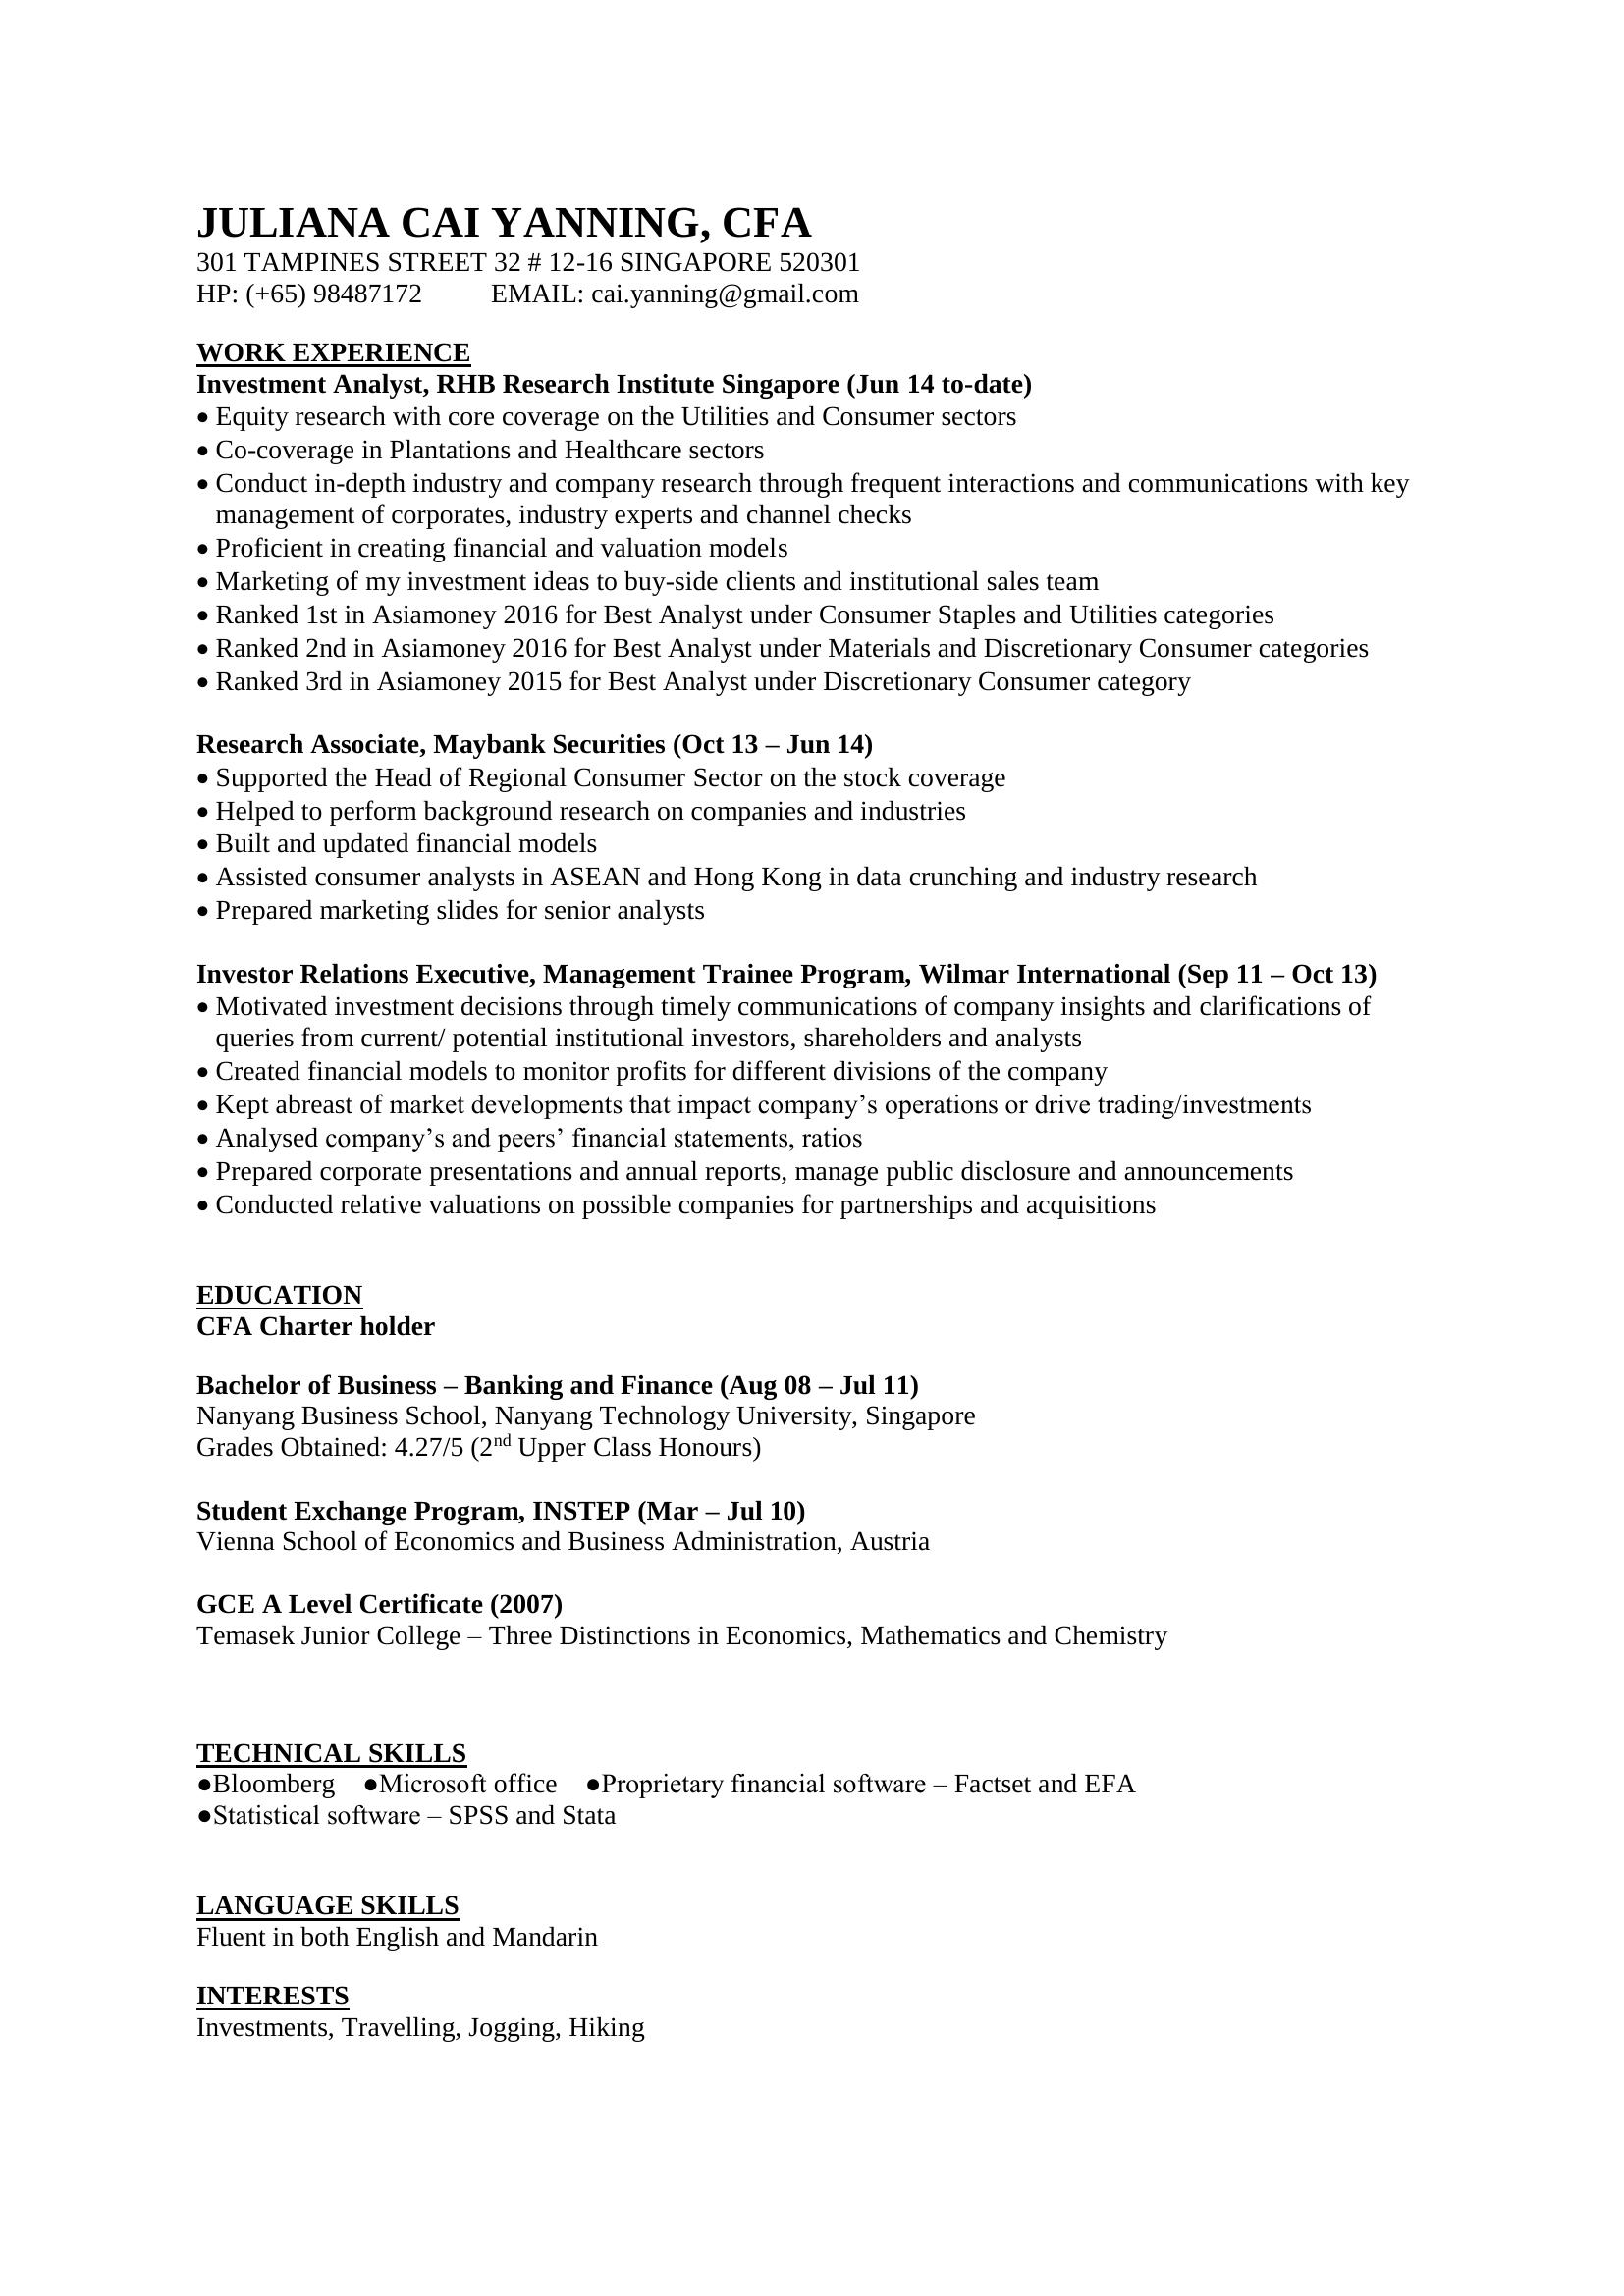 JULIANA CAI YANNING, CFA
301 TAMPINES STREET 32 # 12-16 SINGAPORE 520301
HP: (+65) 98487172 EMAIL: cai.yanning@gmail.com
WORK EXPERIENCE
Investment Analyst, RHB Research Institute Singapore (Jun 14 to-date)
• Equity research with core coverage on the Utilities and Consumer sectors
• Co-coverage in Plantations and Healthcare sectors
• Conduct in-depth industry and company research through frequent interactions and communications with key
management of corporates, industry experts and channel checks
• Proficient in creating financial and valuation models
• Marketing of my investment ideas to buy-side clients and institutional sales team
• Ranked 1st in Asiamoney 2016 for Best Analyst under Consumer Staples and Utilities categories
• Ranked 2nd in Asiamoney 2016 for Best Analyst under Materials and Discretionary Consumer categories
• Ranked 3rd in Asiamoney 2015 for Best Analyst under Discretionary Consumer category
Research Associate, Maybank Securities (Oct 13 – Jun 14)
• Supported the Head of Regional Consumer Sector on the stock coverage
• Helped to perform background research on companies and industries
• Built and updated financial models
• Assisted consumer analysts in ASEAN and Hong Kong in data crunching and industry research
• Prepared marketing slides for senior analysts
Investor Relations Executive, Management Trainee Program, Wilmar International (Sep 11 – Oct 13)
• Motivated investment decisions through timely communications of company insights and clarifications of
queries from current/ potential institutional investors, shareholders and analysts
• Created financial models to monitor profits for different divisions of the company
• Kept abreast of market developments that impact company’s operations or drive trading/investments
• Analysed company’s and peers’ financial statements, ratios
• Prepared corporate presentations and annual reports, manage public disclosure and announcements
• Conducted relative valuations on possible companies for partnerships and acquisitions
EDUCATION
CFA Charter holder
Bachelor of Business – Banking and Finance (Aug 08 – Jul 11)
Nanyang Business School, Nanyang Technology University, Singapore
Grades Obtained: 4.27/5 (2nd Upper Class Honours)
Student Exchange Program, INSTEP (Mar – Jul 10)
Vienna School of Economics and Business Administration, Austria
GCE A Level Certificate (2007)
Temasek Junior College – Three Distinctions in Economics, Mathematics and Chemistry
TECHNICAL SKILLS
●Bloomberg ●Microsoft office ●Proprietary financial software – Factset and EFA
●Statistical software – SPSS and Stata
LANGUAGE SKILLS
Fluent in both English and Mandarin
INTERESTS
Investments, Travelling, Jogging, Hiking